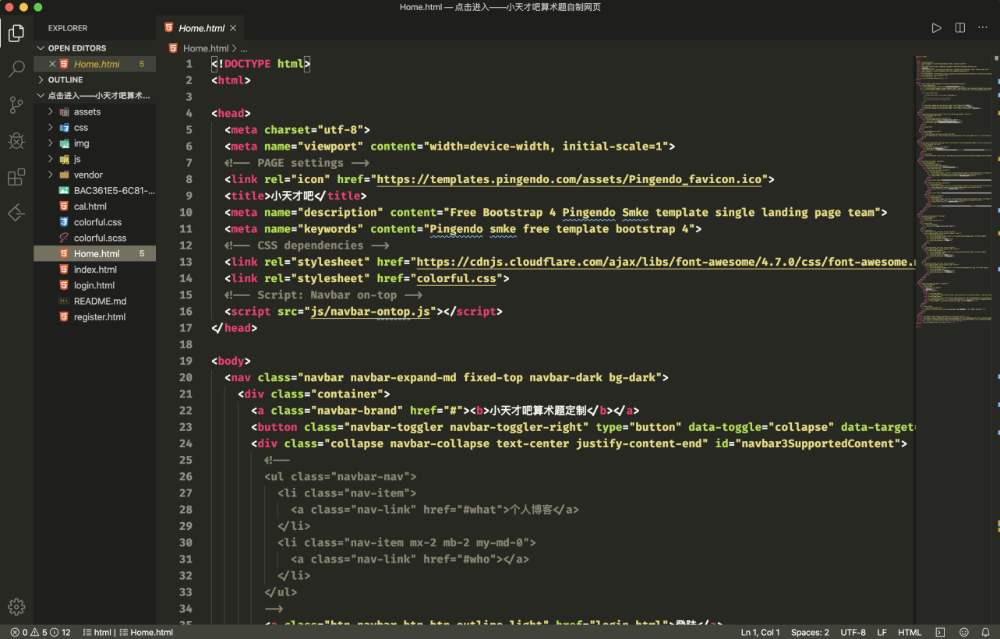 Home.html — 点击进入——小天才吧算术题自制网页
EXPLORER
OPEN EDITORS
Home.html 5
OUTLINE
点击进入——小天才吧算术...
assets
css
img
js
vendor
BAC361E5-6C81-...
cal.html
colorful.css
colorful.scss
Home.html 5
index.html
login.html
README.md
register.html
Home.html
Home.html > ...
1 <!DOCTYPE html>
2 <html>
3
4 <head>
5 <meta charset="utf-8">
6 <meta name="viewport" content="width=device-width, initial-scale=1">
7 <!-- PAGE settings -->
8 <link rel="icon" href="https://templates.pingendo.com/assets/Pingendo_favicon.ico">
9 <title>小天才吧</title>
10 <meta name="description" content="Free Bootstrap 4 Pingendo Smke template single landing page team">
11 <meta name="keywords" content="Pingendo smke free template bootstrap 4">
12 <!-- CSS dependencies -->
13 <link rel="stylesheet" href="https://cdnjs.cloudflare.com/ajax/libs/font-awesome/4.7.0/css/font-awesome.
14 <link rel="stylesheet" href="colorful.css">
15 <!-- Script: Navbar on-top -->
16 <script src="js/navbar-ontop.js"></script>
17 </head>
18
19 <body>
20 <nav class="navbar navbar-expand-md fixed-top navbar-dark bg-dark">
21 <div class="container">
22 <a class="navbar-brand" href="#"><b>小天才吧算术题定制</b></a>
23 <button class="navbar-toggler navbar-toggler-right" type="button" data-toggle="collapse" data-target=
24 <div class="collapse navbar-collapse text-center justify-content-end" id="navbar3SupportedContent">
25 <!--
26 <ul class="navbar-nav">
27 <li class="nav-item">
28 <a class="nav-link" href="#what">个人博客</a>
29 </li>
30 <li class="nav-item mx-2 mb-2 my-md-0">
31 <a class="nav-link" href="#who"></a>
32 </li>
33 </ul>
34 -->
35 <a class="btn navbar-btn btn-outline-light" href="login.html">登陆</a>
0 5 12 html | Home.html
Ln 1, Col 1 Spaces: 2 UTF-8 LF HTML